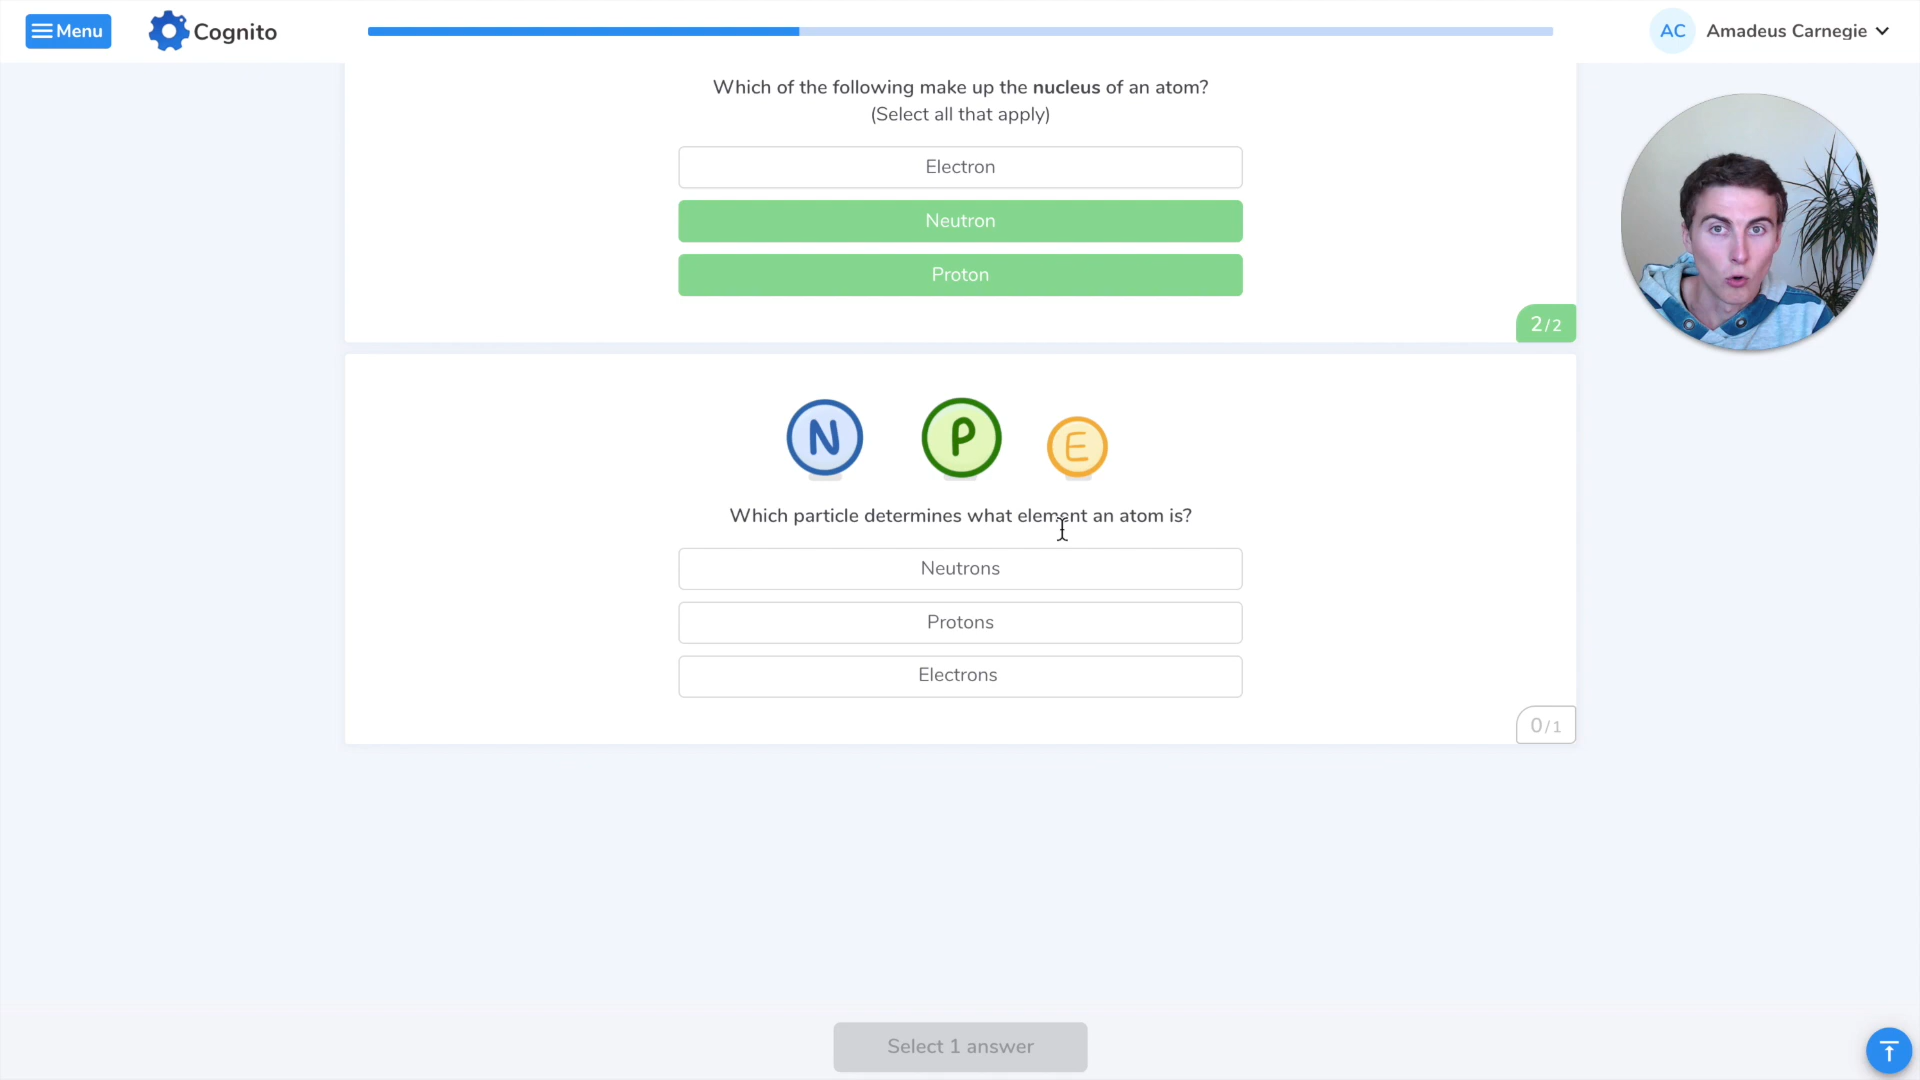 Menu
Cognito
AC
Amadeus Carnegie
Which of the following make up the nucleus of an atom?
(Select all that apply)
Electron
Neutron
Proton
2/2
N
P
E
Which particle determines what element an atom is?
Neutrons
Protons
Electrons
0/1
Select 1 answer